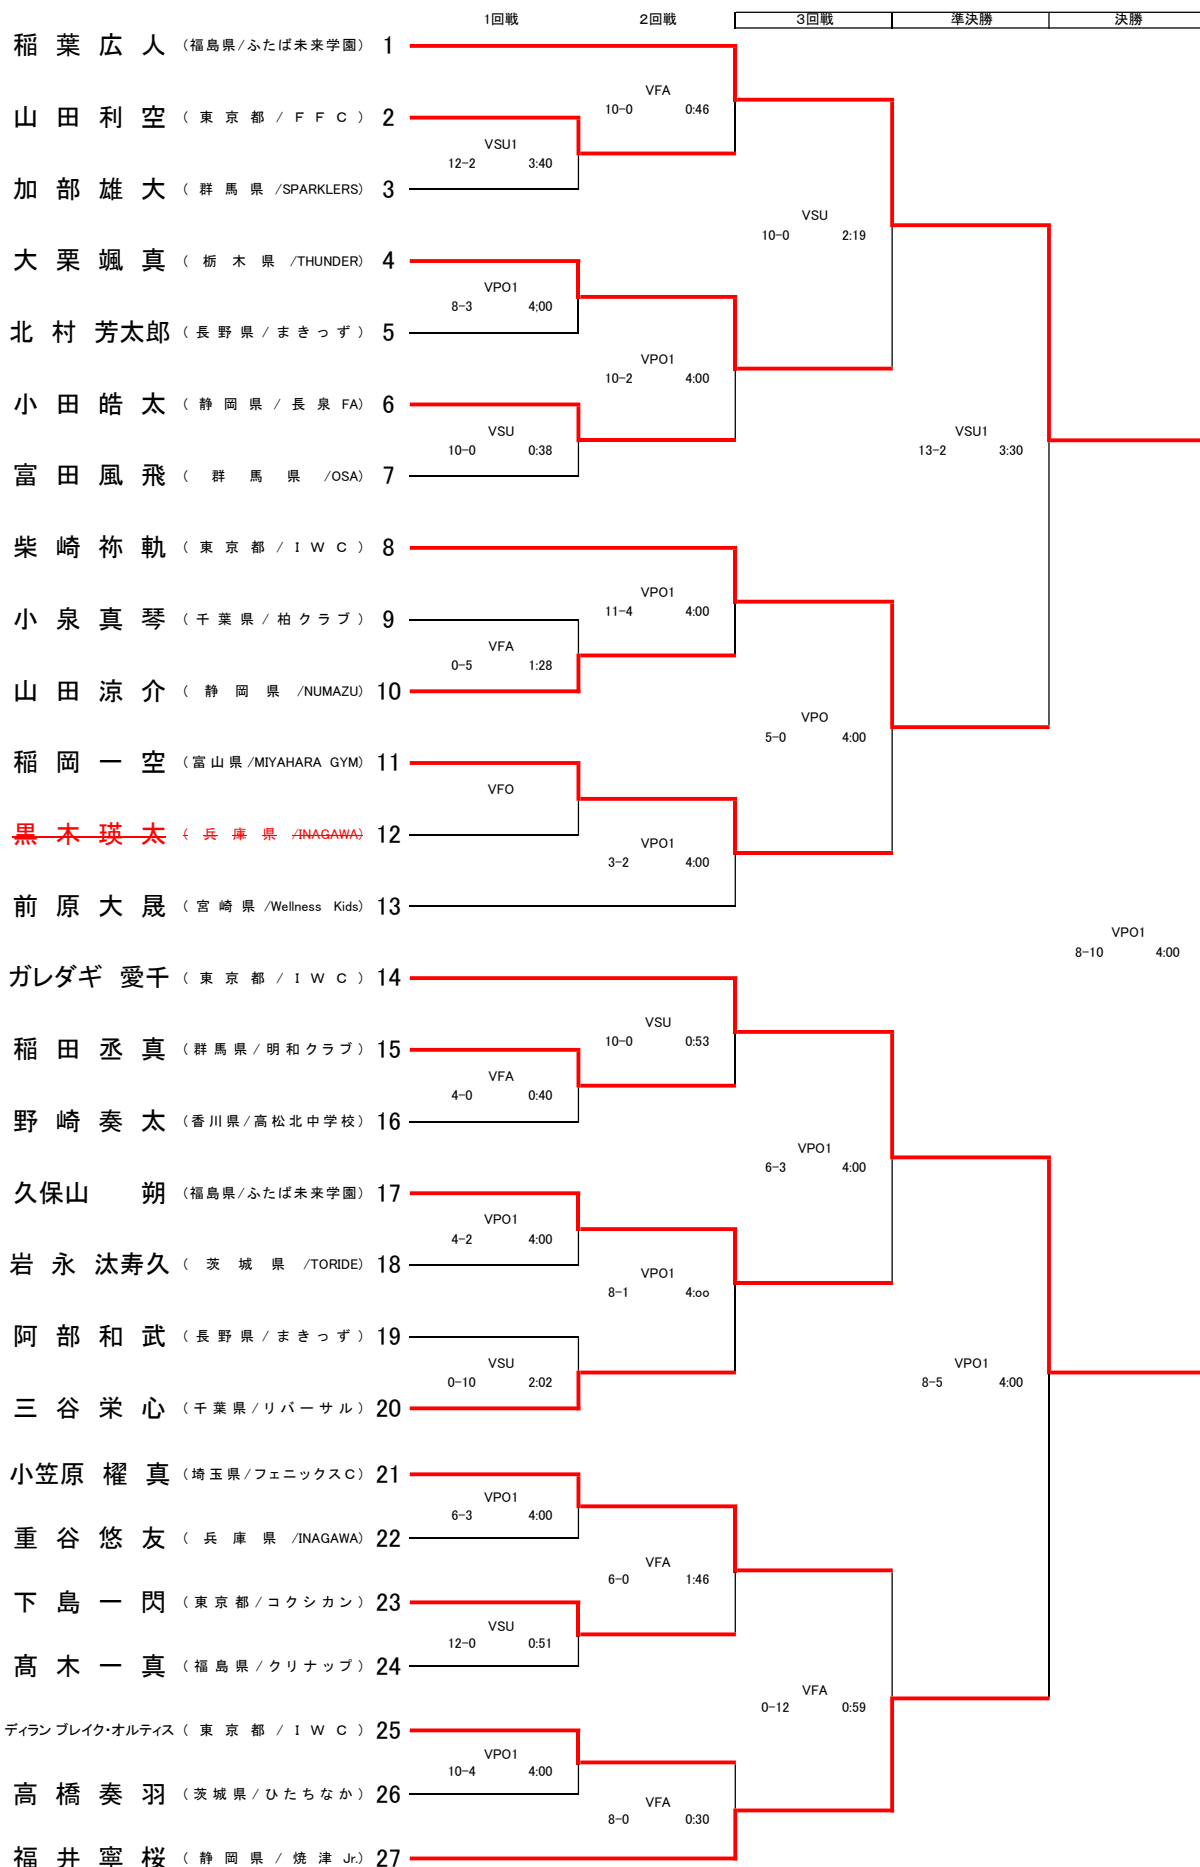 1回戦 2回戦 3回戦 準決勝 決勝
稲葉広人 (福島県/ふたば未来学園) 1
VFA
10-0 0:46
山田利空 (東京都/FFC) 2
VSU1
12-2 3:40
加部雄大 (群馬県/SPARKLERS) 3
VSU
10-0 2:19
大栗颯真 (栃木県/THUNDER) 4
VPO1
8-3 4;00
北村芳太郎 (長野県/まきっず) 5
VPO1
10-2 4:00
小田皓太 (静岡県/長泉FA) 6
VSU
10-0 0:38
VSU1
13-2 3:30
富田風飛 (群馬県/OSA) 7
柴崎祢軌 (東京都/IWC) 8
VPO1
11-4 4:00
小泉真琴 (千葉県/柏クラブ) 9
VFA
0-5 1:28
山田涼介 (静岡県/NUMAZU) 10
VPO
5-0 4:00
稲岡一空 (富山県/MIYAHARA GYM) 11
VFO
黒木瑛太 (兵庫県/INAGAWA) 12
VPO1
3-2 4:00
前原大晟 (宮崎県/Wellness Kids) 13
VPO1
8-10 4:00
ガレダギ 愛千 (東京都/IWC) 14
VSU
10-0 0:53
稲田丞真 (群馬県/明和クラブ) 15
VFA
4-0 0:40
野崎奏太 (香川県/高松北中学校) 16
VPO1
6-3 4:00
久保山 朔 (福島県/ふたば未来学園) 17
VPO1
4-2 4:00
岩永汰寿久 (茨城県/TORIDE) 18
VPO1
8-1 4:oo
阿部和武 (長野県/まきっず) 19
VSU
0-10 2:02
VPO1
8-5 4:00
三谷栄心 (千葉県/リバーサル) 20
小笠原櫂真 (埼玉県/フェニックスC) 21
VPO1
6-3 4:00
重谷悠友 (兵庫県/INAGAWA) 22
VFA
6-0 1:46
下島一閃 (東京都/コクシカン) 23
VSU
12-0 0:51
髙木一真 (福島県/クリナップ) 24
VFA
0-12 0:59
ディラン ブレイク・オルティス (東京都/IWC) 25
VPO1
10-4 4:00
高橋奏羽 (茨城県/ひたちなか) 26
VFA
8-0 0:30
福井寧桜 (静岡県/焼津Jr.) 27